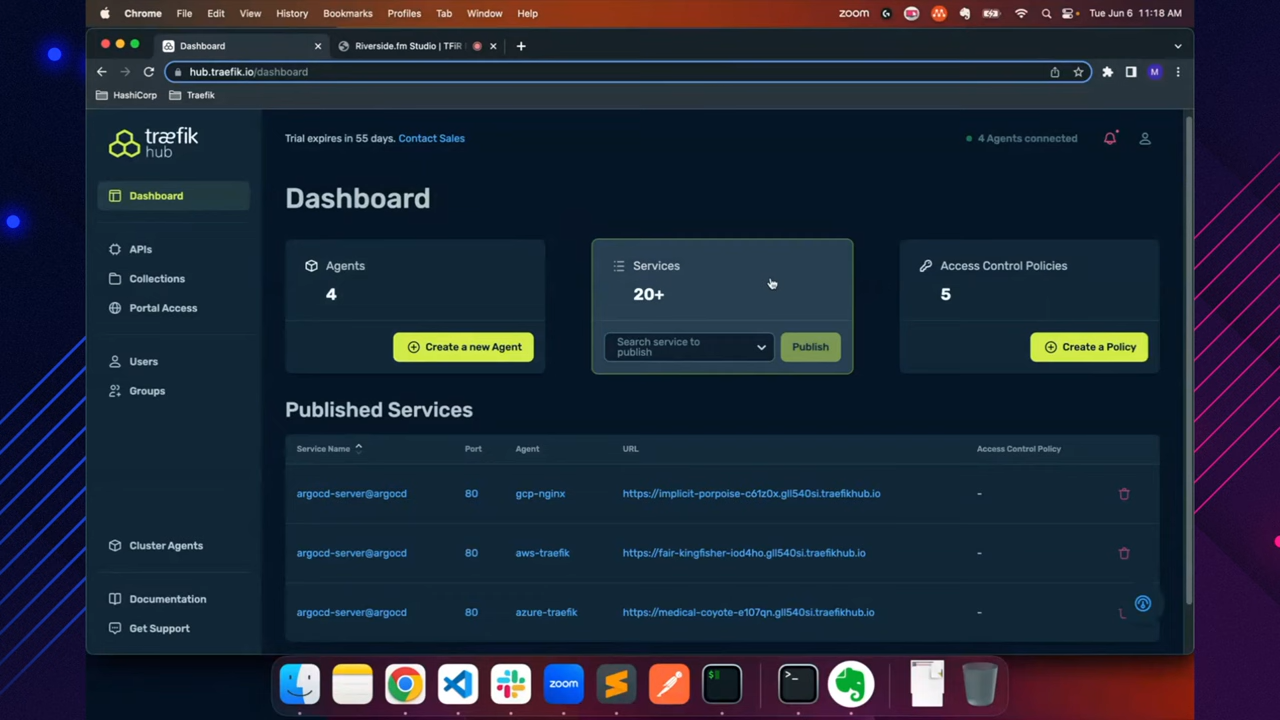 Chrome File Edit View History Bookmarks Profiles Tab Window Help zoom Tue Jun 6 11:18 AM
Dashboard Riverside.fm Studio | TFiR
hub.traefik.io/dashboard M
HashiCorp Traefik
træfik
hub
Trial expires in 55 days. Contact Sales
4 Agents connected
Dashboard
APIs
Collections
Portal Access
Users
Groups
Cluster Agents
Documentation
Get Support
Dashboard
Agents
4
Create a new Agent
Services
20+
Search service to
publish
Publish
Access Control Policies
5
Create a Policy
Published Services
Service Name Port Agent URL Access Control Policy
argocd-server@argocd 80 gcp-nginx https://implicit-porpoise-c61z0x.gll540si.traefikhub.io -
argocd-server@argocd 80 aws-traefik https://fair-kingfisher-iod4ho.gll540si.traefikhub.io -
argocd-server@argocd 80 azure-traefik https://medical-coyote-e107qn.gll540si.traefikhub.io -
zoom